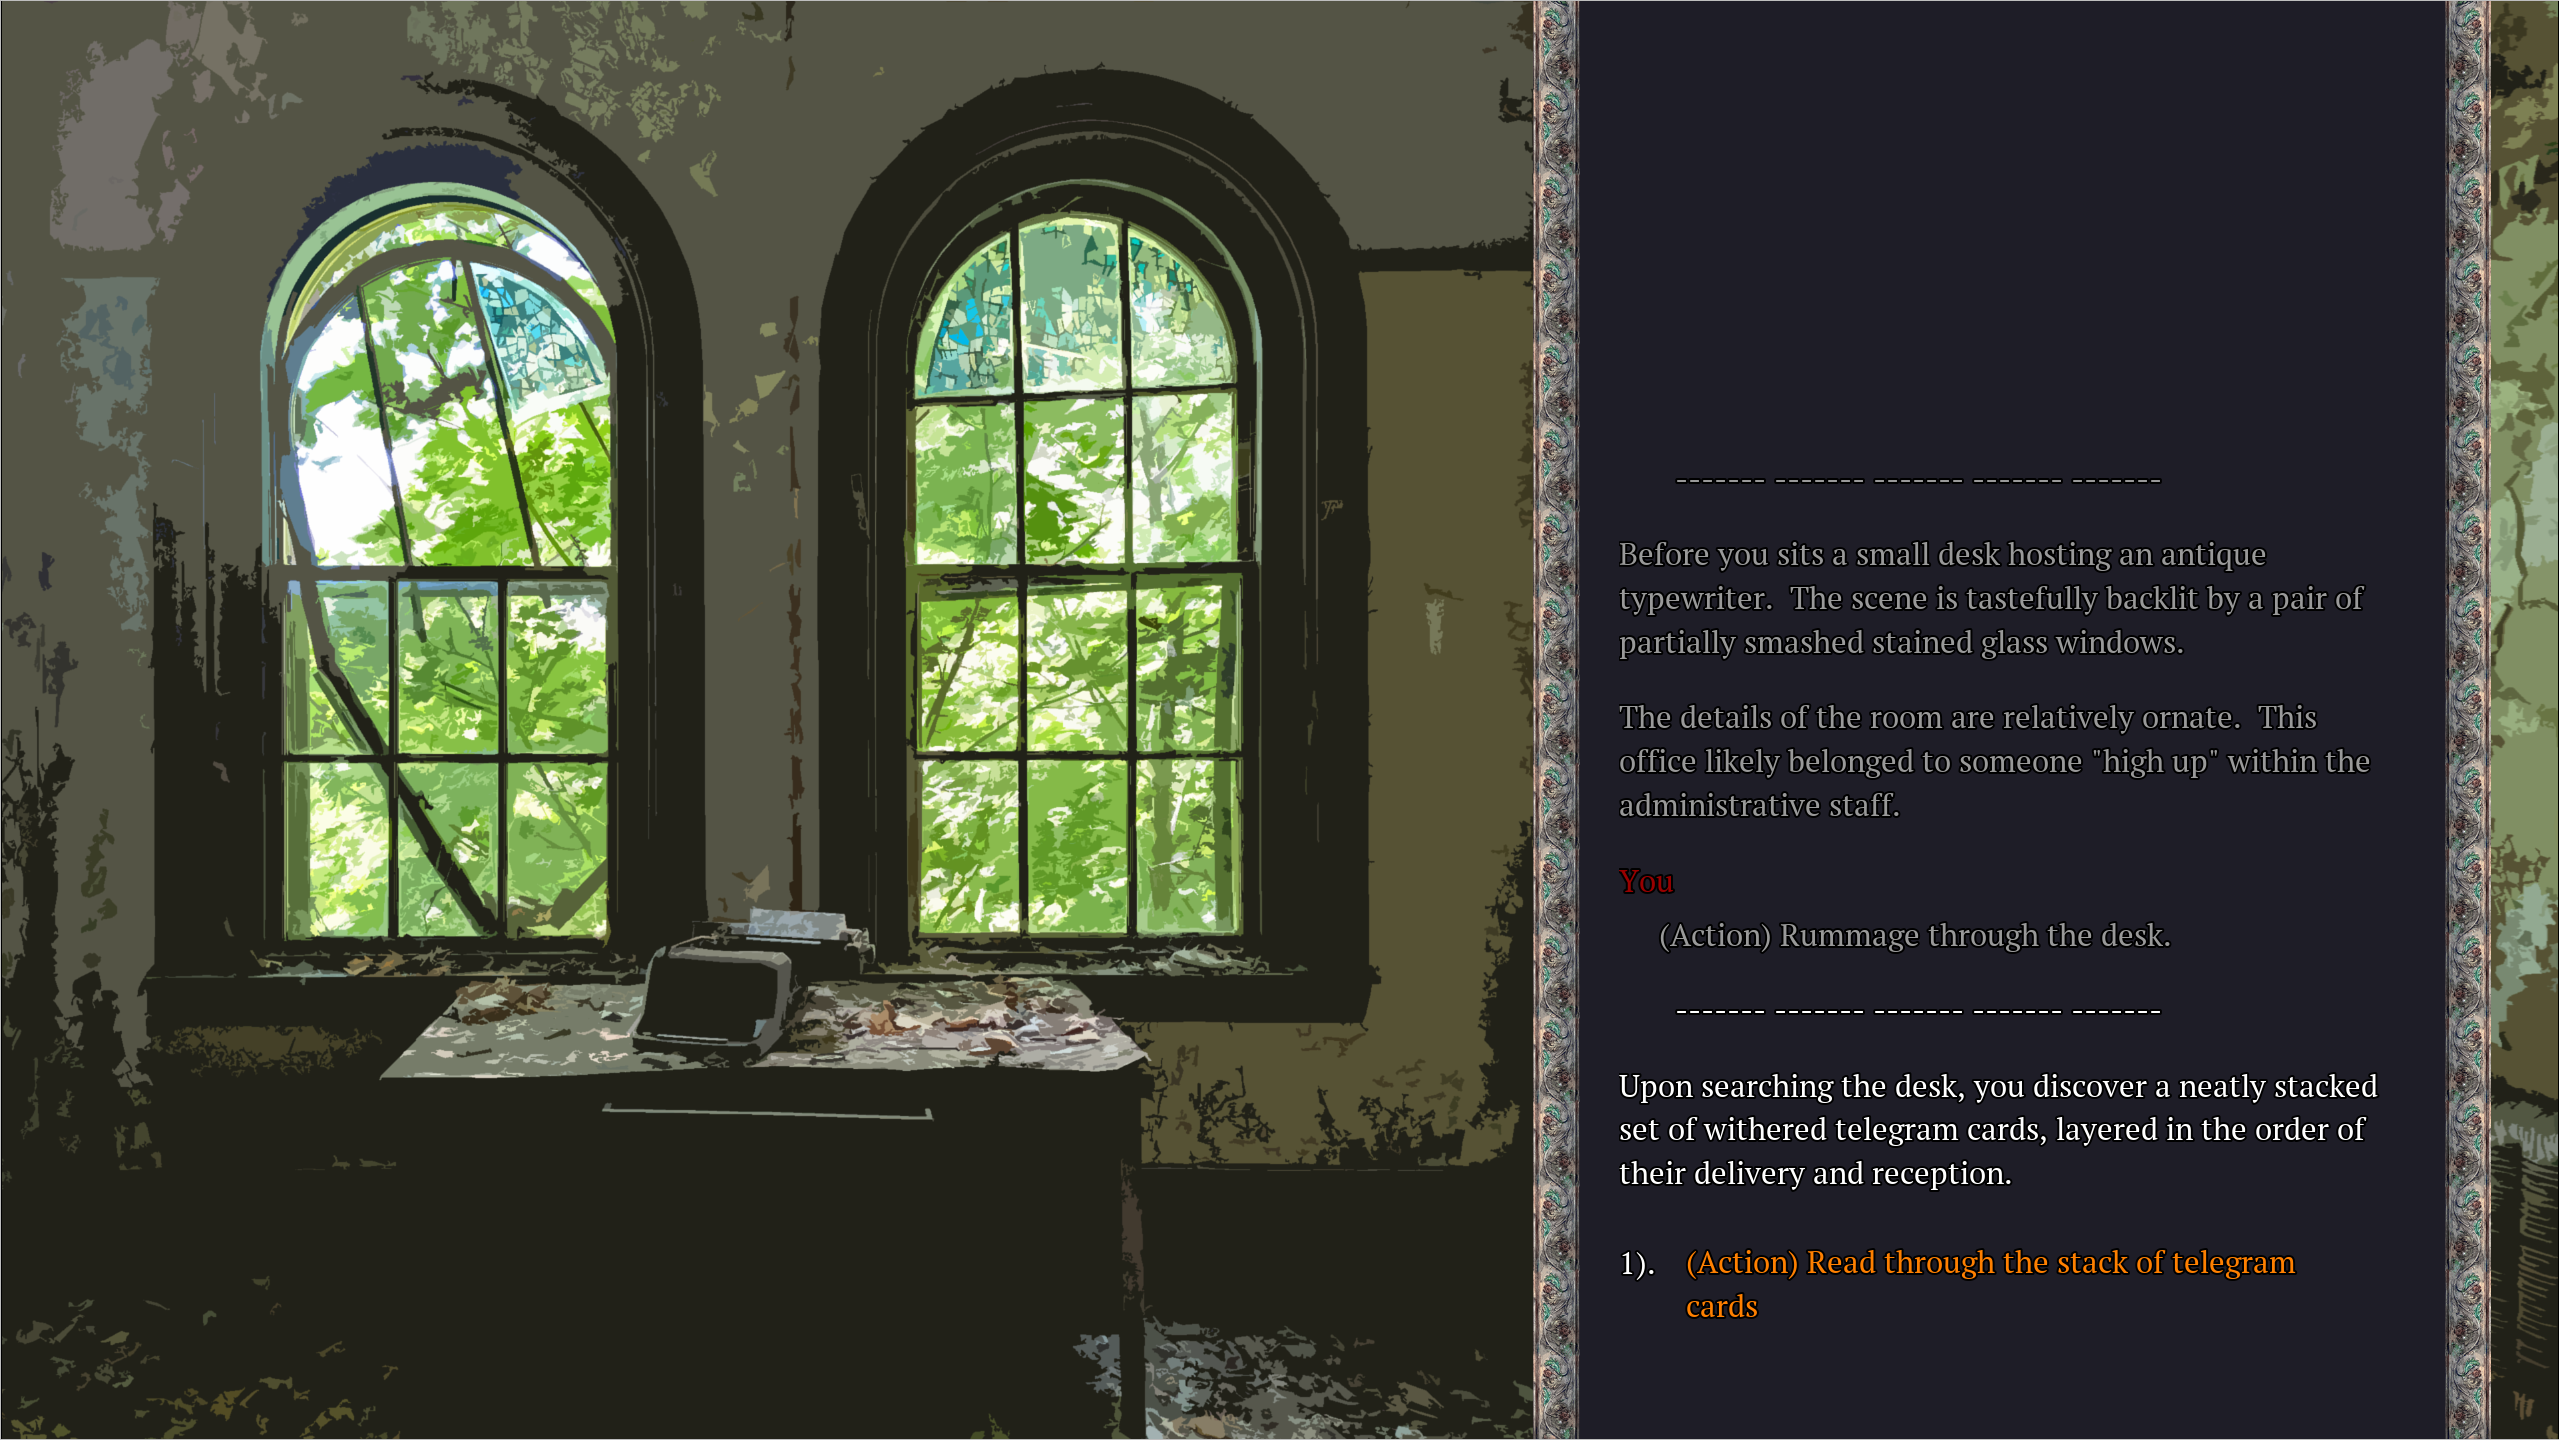 ------- ------- ------- ------- -------
Before you sits a small desk hosting an antique
typewriter.  The scene is tastefully backlit by a pair of
partially smashed stained glass windows.
The details of the room are relatively ornate.  This
office likely belonged to someone "high up" within the
administrative staff.
You
(Action) Rummage through the desk.
------- ------- ------- ------- -------
Upon searching the desk, you discover a neatly stacked
set of withered telegram cards, layered in the order of
their delivery and reception.
1). (Action) Read through the stack of telegram
cards